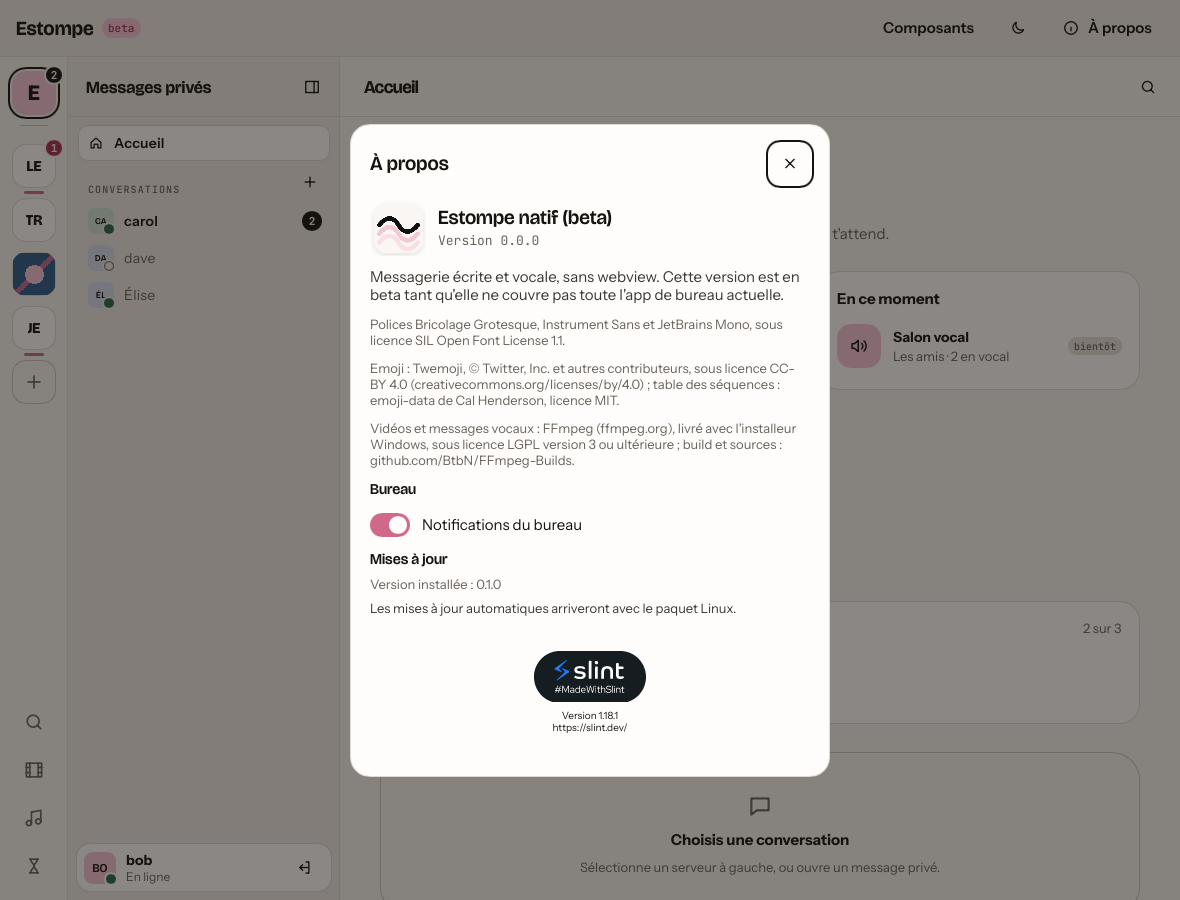 Estompe beta
Composants
À propos
E
2
Messages privés
Accueil
LE
1
TR
JE
Accueil
CONVERSATIONS
CA
carol
2
DA
dave
ÉL
Élise
t'attend.
En ce moment
Salon vocal
Les amis · 2 en vocal
bientôt
2 sur 3
Choisis une conversation
Sélectionne un serveur à gauche, ou ouvre un message privé.
BO
bob
En ligne
À propos
Estompe natif (beta)
Version 0.0.0
Messagerie écrite et vocale, sans webview. Cette version est en
beta tant qu'elle ne couvre pas toute l'app de bureau actuelle.
Polices Bricolage Grotesque, Instrument Sans et JetBrains Mono, sous
licence SIL Open Font License 1.1.
Emoji : Twemoji, © Twitter, Inc. et autres contributeurs, sous licence CC-
BY 4.0 (creativecommons.org/licenses/by/4.0) ; table des séquences :
emoji-data de Cal Henderson, licence MIT.
Vidéos et messages vocaux : FFmpeg (ffmpeg.org), livré avec l'installeur
Windows, sous licence LGPL version 3 ou ultérieure ; build et sources :
github.com/BtbN/FFmpeg-Builds.
Bureau
Notifications du bureau
Mises à jour
Version installée : 0.1.0
Les mises à jour automatiques arriveront avec le paquet Linux.
slint
#MadeWithSlint
Version 1.18.1
https://slint.dev/